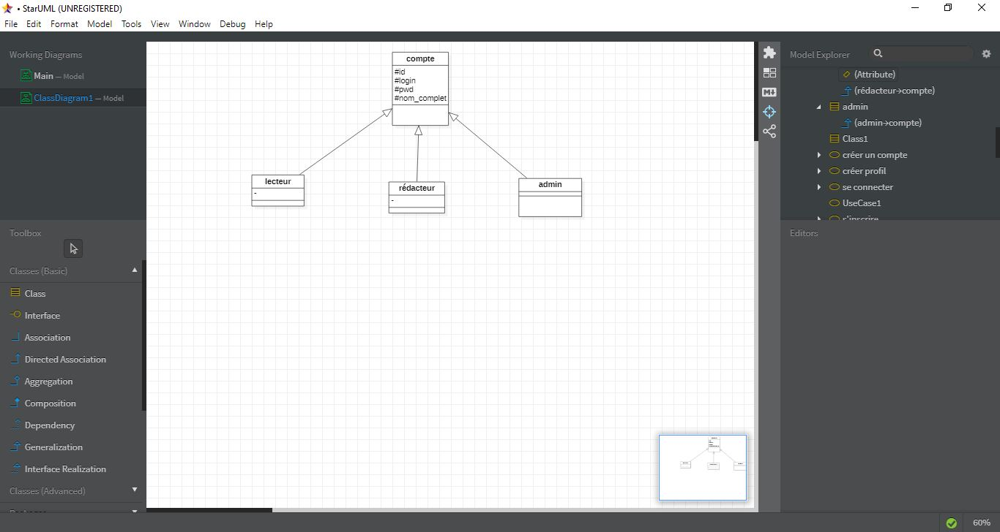 • StarUML (UNREGISTERED)
File Edit Format Model Tools View Window Debug Help
Working Diagrams
Main — Model
ClassDiagram1 — Model
Toolbox
Classes (Basic)
Class
Interface
Association
Directed Association
Aggregation
Composition
Dependency
Generalization
Interface Realization
Classes (Advanced)
compte
#id
#login
#pwd
#nom_complet
lecteur
-
rédacteur
-
admin
Model Explorer
(Attribute)
(rédacteur→compte)
admin
(admin→compte)
Class1
créer un compte
créer profil
se connecter
UseCase1
s'inscrire
Editors
60%